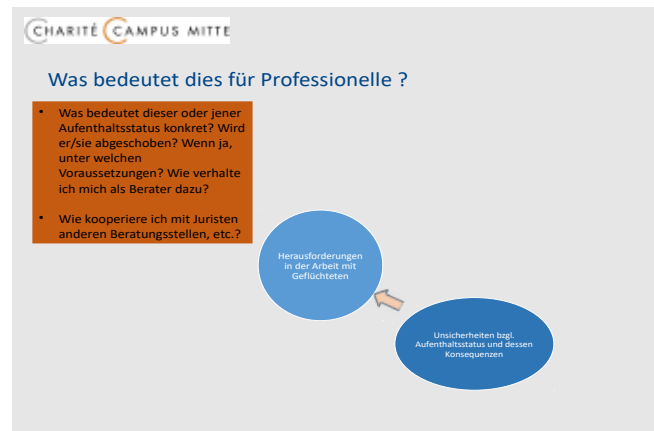 CHARITÉ CAMPUS MITTE
Was bedeutet dies für Professionelle ?
• Was bedeutet dieser oder jener
Aufenthaltsstatus konkret? Wird
er/sie abgeschoben? Wenn ja,
unter welchen
Voraussetzungen? Wie verhalte
ich mich als Berater dazu?
• Wie kooperiere ich mit Juristen
anderen Beratungsstellen, etc.?
Herausforderungen
in der Arbeit mit
Geflüchteten
Unsicherheiten bzgl.
Aufenthaltsstatus und dessen
Konsequenzen